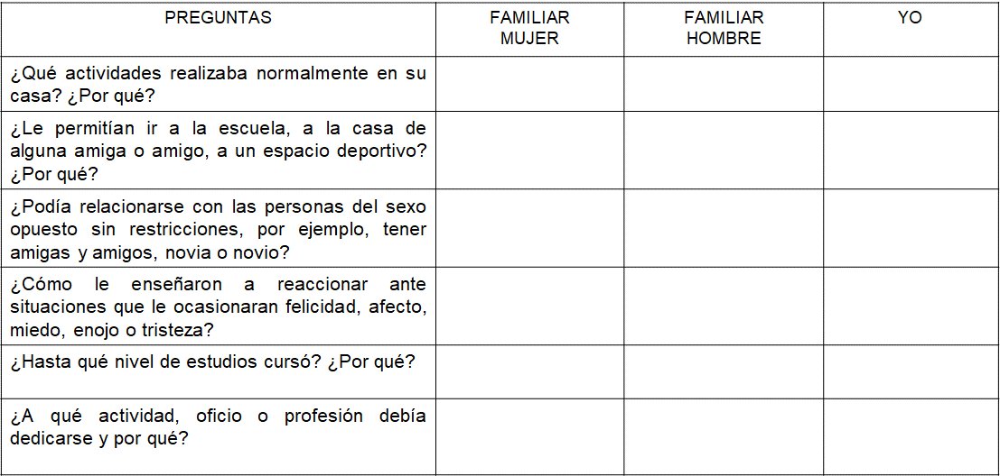 PREGUNTAS
FAMILIAR
MUJER
FAMILIAR
HOMBRE
YO
¿Qué actividades realizaba normalmente en su
casa? ¿Por qué?
¿Le permitían ir a la escuela, a la casa de
alguna amiga o amigo, a un espacio deportivo?
¿Por qué?
¿Podía relacionarse con las personas del sexo
opuesto sin restricciones, por ejemplo, tener
amigas y amigos, novia o novio?
¿Cómo le enseñaron a reaccionar ante
situaciones que le ocasionaran felicidad, afecto,
miedo, enojo o tristeza?
¿Hasta qué nivel de estudios cursó? ¿Por qué?
¿A qué actividad, oficio o profesión debía
dedicarse y por qué?